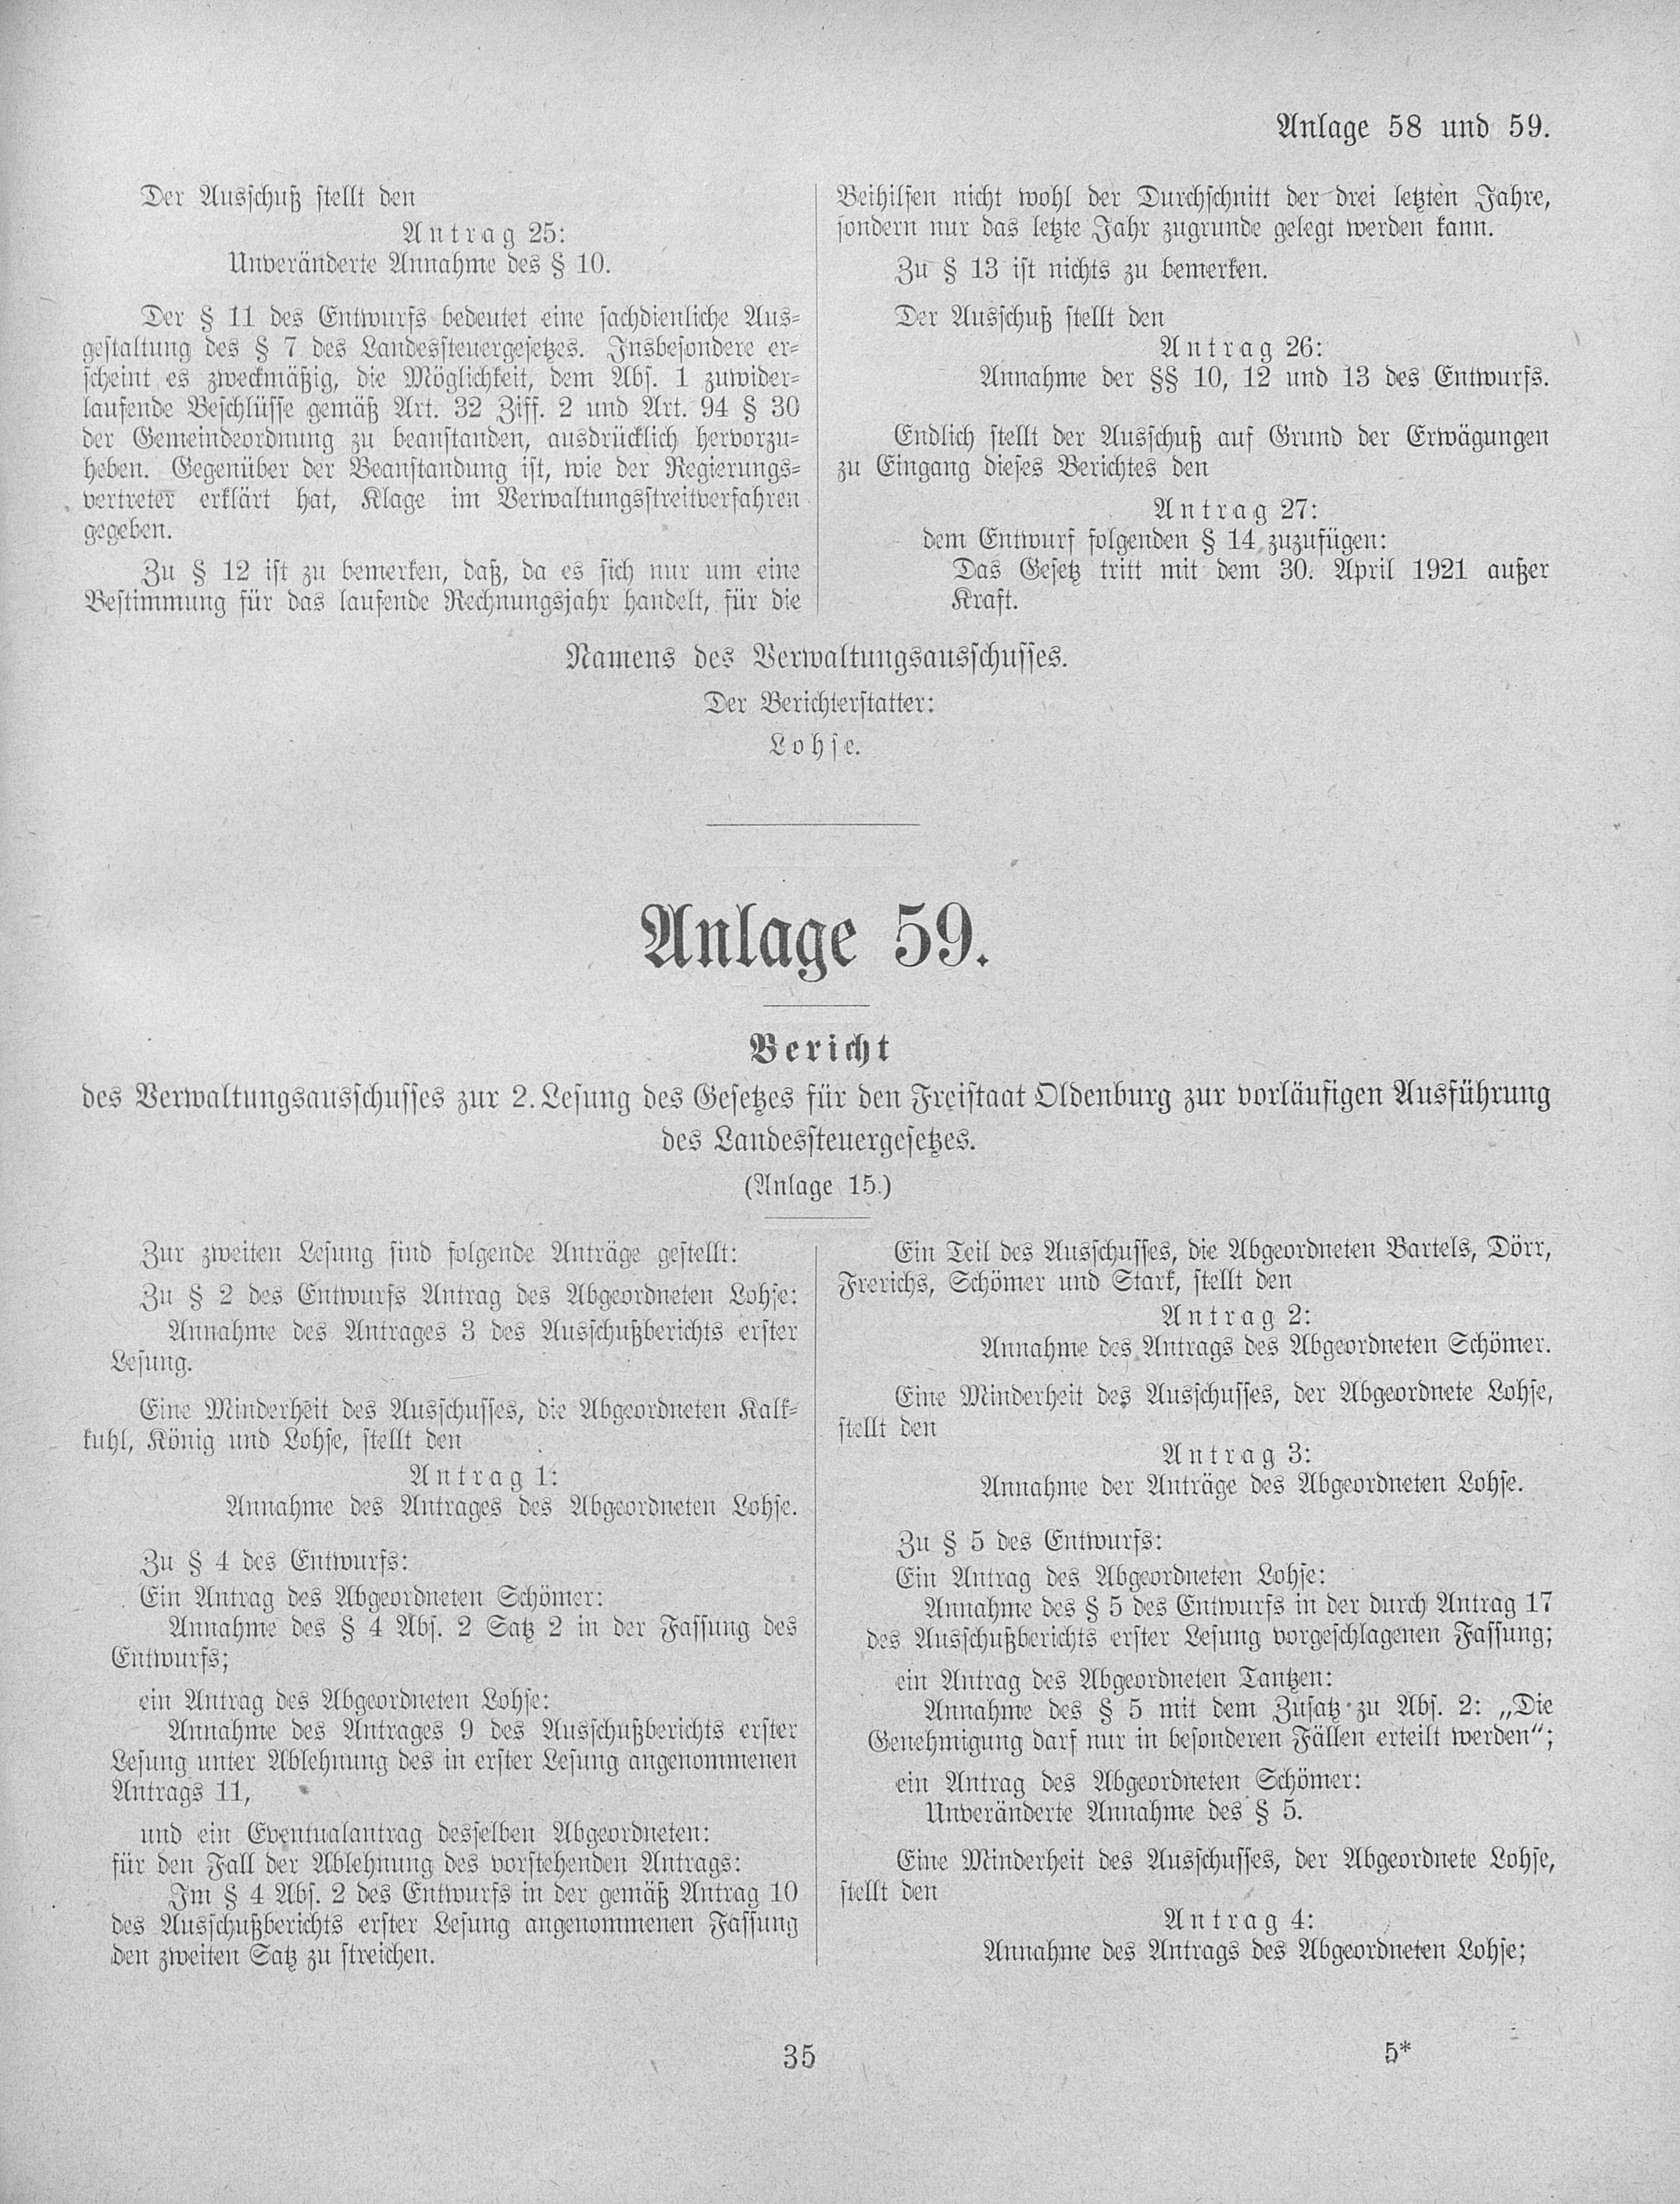 Anlage 58 und 59.
Der Ausschuß stellt den
Antrag 25:
Unveränderte Annahme des § 10.
Der § 11 des Entwurfs bedeutet eine sachdienliche Aus-
gestaltung des § 7 des Landessteuergesetzes. Insbesondere er-
scheint es zweckmäßig, die Möglichkeit, dem Abs. 1 zuwider-
laufende Beschlüsse gemäß Art. 32 Ziff. 2 und Art. 94 § 30
der Gemeindeordnung zu beanstanden, ausdrücklich hervorzu-
heben. Gegenüber der Beanstandung ist, wie der Regierungs-
vertreter erklärt hat, Klage im Verwaltungsstreitverfahren
gegeben.
Zu § 12 ist zu bemerken, daß, da es sich nur um eine
Bestimmung für das laufende Rechnungsjahr handelt, für die
Beihilfen nicht wohl der Durchschnitt der drei letzten Jahre,
sondern nur das letzte Jahr zugrunde gelegt werden kann.
Zu § 13 ist nichts zu bemerken.
Der Ausschuß stellt den
Antrag 26:
Annahme der §§ 10, 12 und 13 des Entwurfs.
Endlich stellt der Ausschuß auf Grund der Erwägungen
zu Eingang dieses Berichtes den
Antrag 27:
dem Entwurf folgenden § 14 zuzufügen:
Das Gesetz tritt mit dem 30. April 1921 außer
Kraft.
Namens des Verwaltungsausschusses.
Der Berichterstatter:
Lohse.
Anlage 59.
Bericht
des Verwaltungsausschusses zur 2. Lesung des Gesetzes für den Freistaat Oldenburg zur vorläufigen Ausführung
des Landessteuergesetzes.
(Anlage 15.)
Zur zweiten Lesung sind folgende Anträge gestellt:
Zu § 2 des Entwurfs Antrag des Abgeordneten Lohse:
Annahme des Antrages 3 des Ausschußberichts erster
Lesung.
Eine Minderheit des Ausschusses, die Abgeordneten Kalk-
kuhl, König und Lohse, stellt den
Antrag 1:
Annahme des Antrages des Abgeordneten Lohse.
Zu § 4 des Entwurfs:
Ein Antrag des Abgeordneten Schömer:
Annahme des § 4 Abs. 2 Satz 2 in der Fassung des
Entwurfs;
ein Antrag des Abgeordneten Lohse:
Annahme des Antrages 9 des Ausschußberichts erster
Lesung unter Ablehnung des in erster Lesung angenommenen
Antrags 11,
und ein Eventualantrag desselben Abgeordneten:
für den Fall der Ablehnung des vorstehenden Antrags:
Im § 4 Abs. 2 des Entwurfs in der gemäß Antrag 10
des Ausschußberichts erster Lesung angenommenen Fassung
den zweiten Satz zu streichen.
Ein Teil des Ausschusses, die Abgeordneten Bartels, Dörr,
Frerichs, Schömer und Stark, stellt den
Antrag 2:
Annahme des Antrags des Abgeordneten Schömer.
Eine Minderheit des Ausschusses, der Abgeordnete Lohse,
stellt den
Antrag 3:
Annahme der Anträge des Abgeordneten Lohse.
Zu § 5 des Entwurfs:
Ein Antrag des Abgeordneten Lohse:
Annahme des § 5 des Entwurfs in der durch Antrag 17
des Ausschußberichts erster Lesung vorgeschlagenen Fassung;
ein Antrag des Abgeordneten Tantzen:
Annahme des § 5 mit dem Zusatz zu Abs. 2: „Die
Genehmigung darf nur in besonderen Fällen erteilt werden“;
ein Antrag des Abgeordneten Schömer:
Unveränderte Annahme des § 5.
Eine Minderheit des Ausschusses, der Abgeordnete Lohse,
stellt den
Antrag 4:
Annahme des Antrags des Abgeordneten Lohse;
35
5*